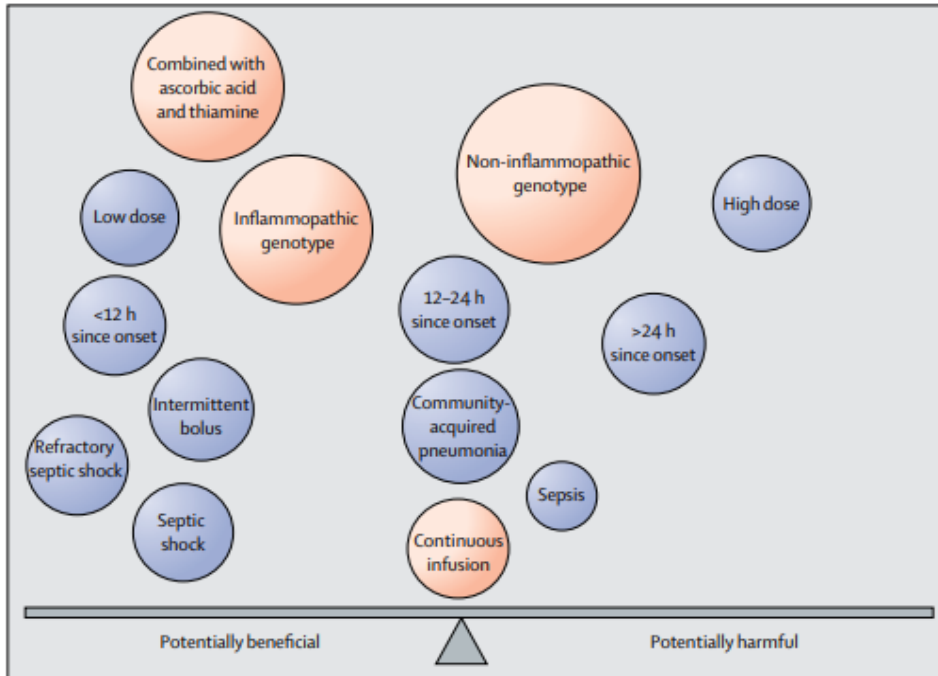 Combined with
ascorbic acid
and thiamine
Non-inflammopathic
genotype
Low dose
Inflammopathic
genotype
High dose
<12 h
since onset
12–24 h
since onset
>24 h
since onset
Intermittent
bolus
Community-
acquired
pneumonia
Refractory
septic shock
Sepsis
Septic
shock
Continuous
infusion
Potentially beneficial
Potentially harmful